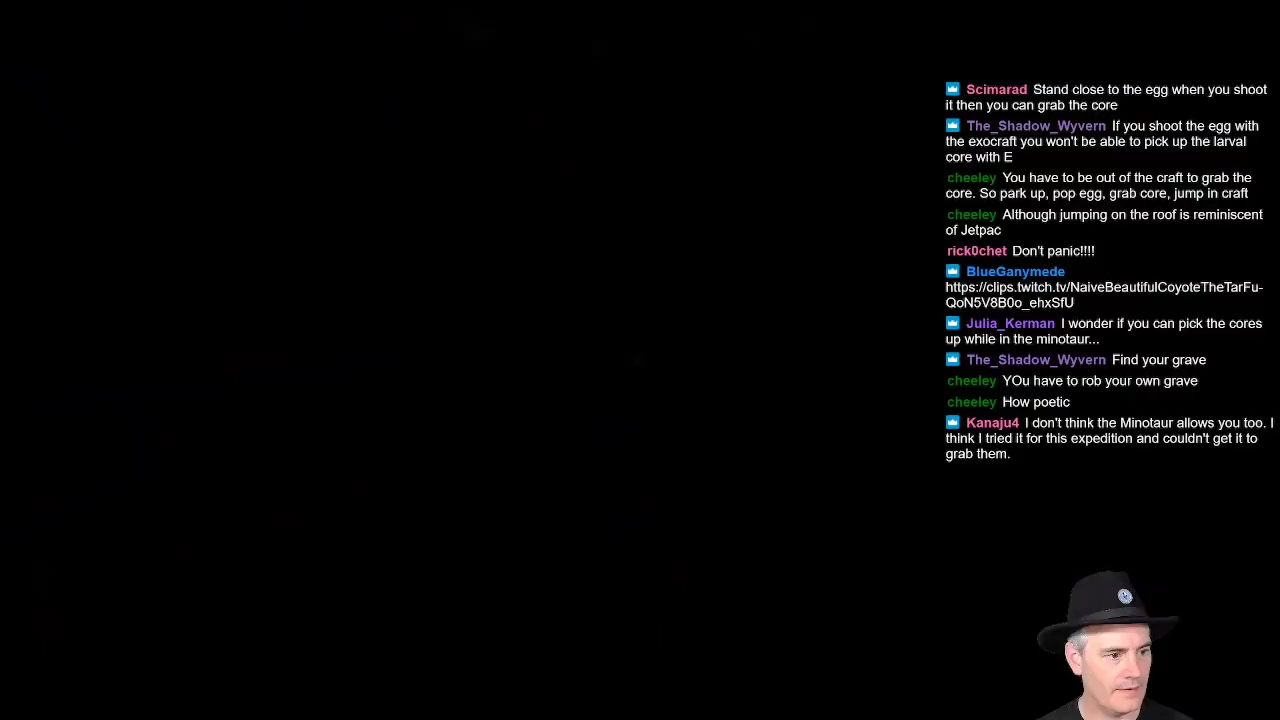 Scimarad Stand close to the egg when you shoot
it then you can grab the core
The_Shadow_Wyvern If you shoot the egg with
the exocraft you won't be able to pick up the larval
core with E
cheeley You have to be out of the craft to grab the
core. So park up, pop egg, grab core, jump in craft
cheeley Although jumping on the roof is reminiscent
of Jetpac
rick0chet Don't panic!!!!
BlueGanymede
https://clips.twitch.tv/NaiveBeautifulCoyoteTheTarFu-
QoN5V8B0o_ehxSfU
Julia_Kerman I wonder if you can pick the cores
up while in the minotaur...
The_Shadow_Wyvern Find your grave
cheeley YOu have to rob your own grave
cheeley How poetic
Kanaju4 I don't think the Minotaur allows you too. I
think I tried it for this expedition and couldn't get it to
grab them.